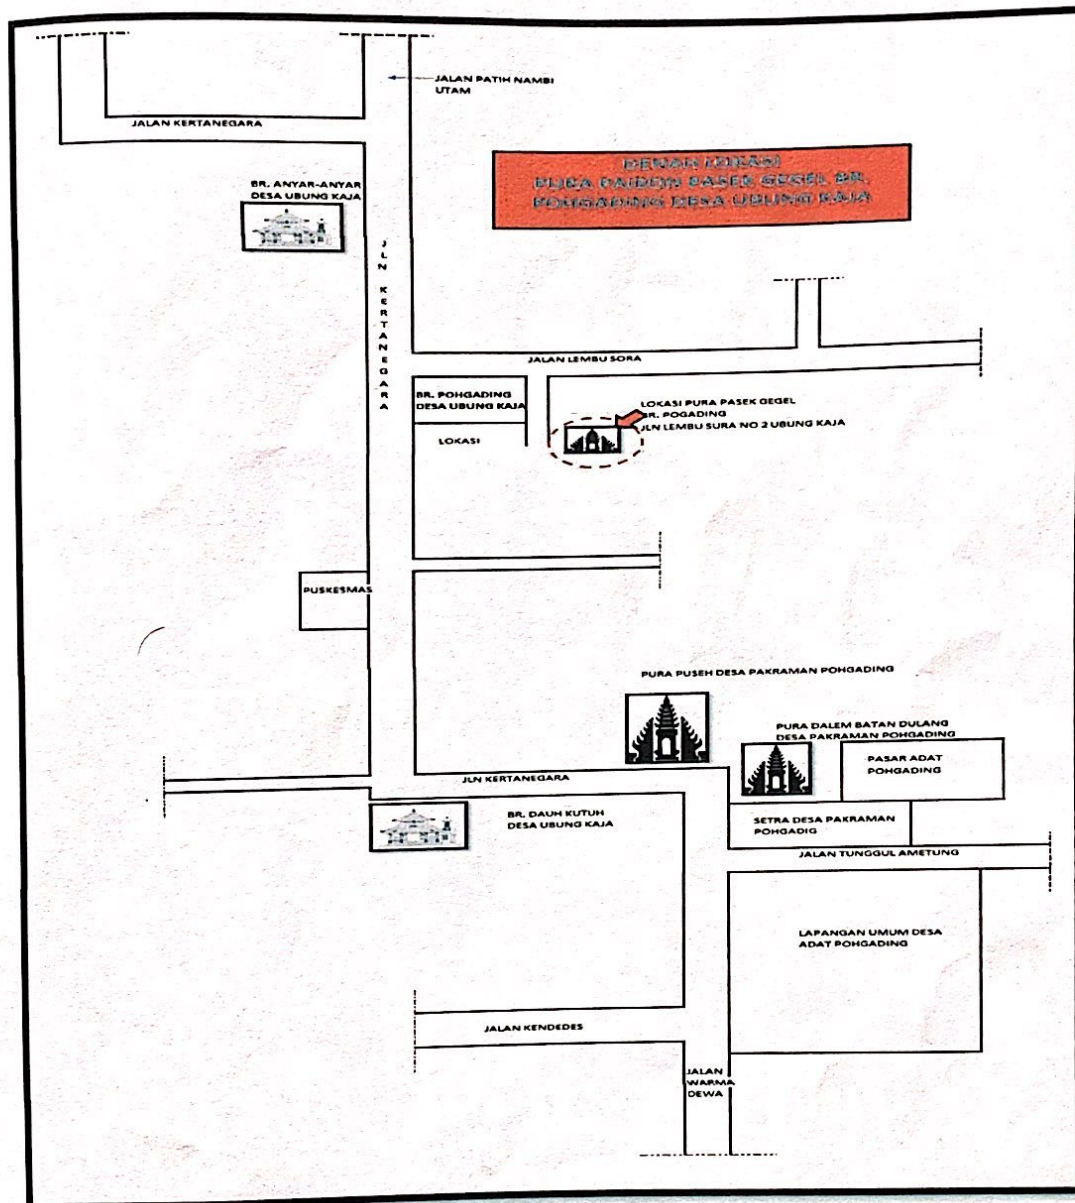 JALAN PATIH NAMBI
UTAM
JALAN KERTANEGARA
DENAH LOKASI
PURA PAIBON PASEK GEGEL BR.
POHGADING DESA UBUNG KAJA
BR. ANYAR-ANYAR
DESA UBUNG KAJA
JLN KERTANEGARA
JALAN LEMBU SORA
BR. POHGADING
DESA UBUNG KAJA
LOKASI
LOKASI PURA PASEK GEGEL
BR. POGADING
JLN LEMBU SURA NO 2 UBUNG KAJA
PUSKESMAS
PURA PUSEH DESA PAKRAMAN POHGADING
PURA DALEM BATAN DULANG
DESA PAKRAMAN POHGADING
PASAR ADAT
POHGADING
JLN KERTANEGARA
BR. DAUH KUTUH
DESA UBUNG KAJA
SETRA DESA PAKRAMAN
POHGADIG
JALAN TUNGGUL AMETUNG
LAPANGAN UMUM DESA
ADAT POHGADING
JALAN KENDEDES
JALAN
WARMA
DEWA